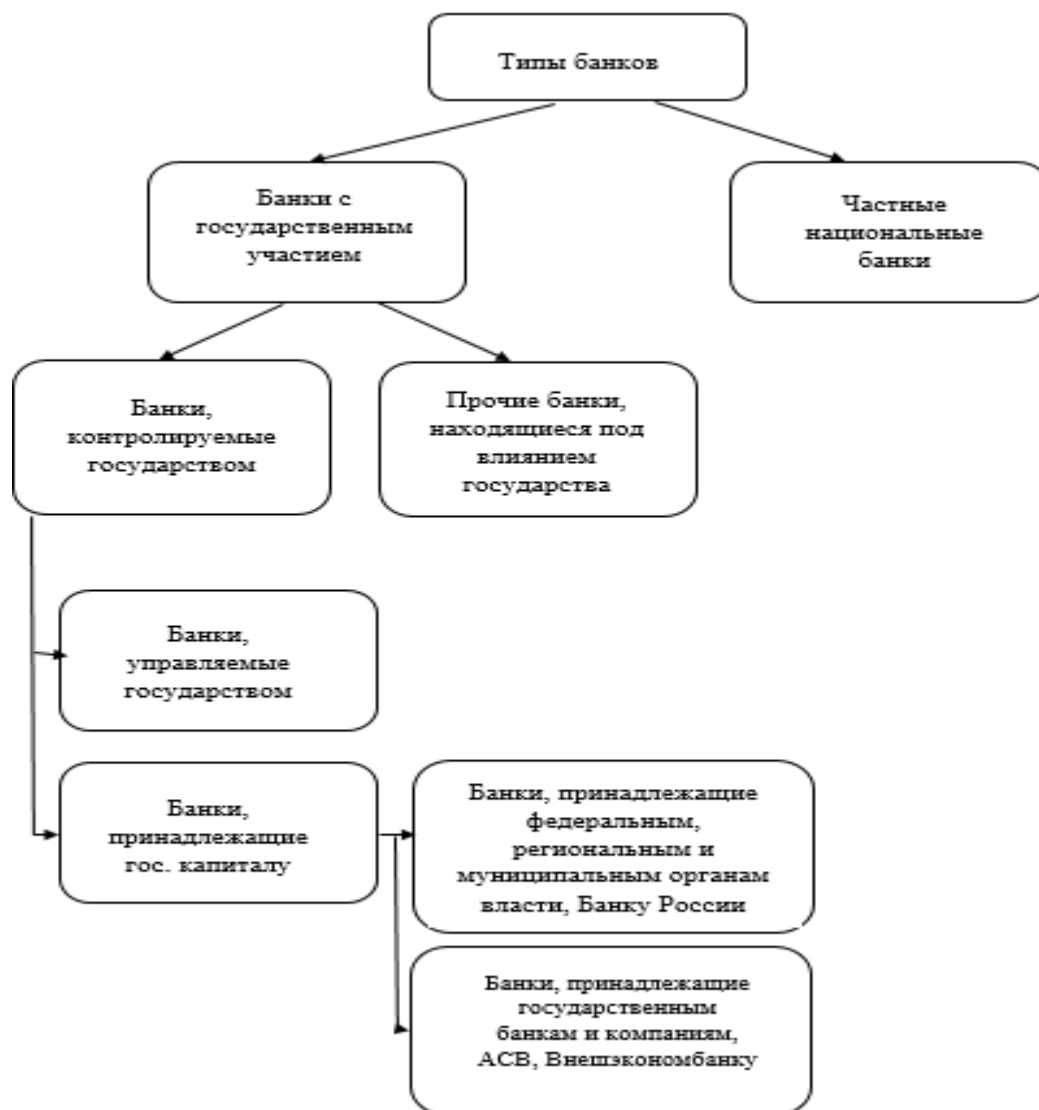 Типы банков
Банки с
государственным
участием
Частные
национальные
банки
Банки,
контролируемые
государством
Прочие банки,
находящиеся под
влиянием
государства
Банки,
управляемые
государством
Банки,
принадлежащие
гос. капиталу
Банки, принадлежащие
федеральным,
региональным и
муниципальным органам
власти, Банку России
Банки, принадлежащие
государственным
банкам и компаниям,
АСВ, Внешэкономбанку